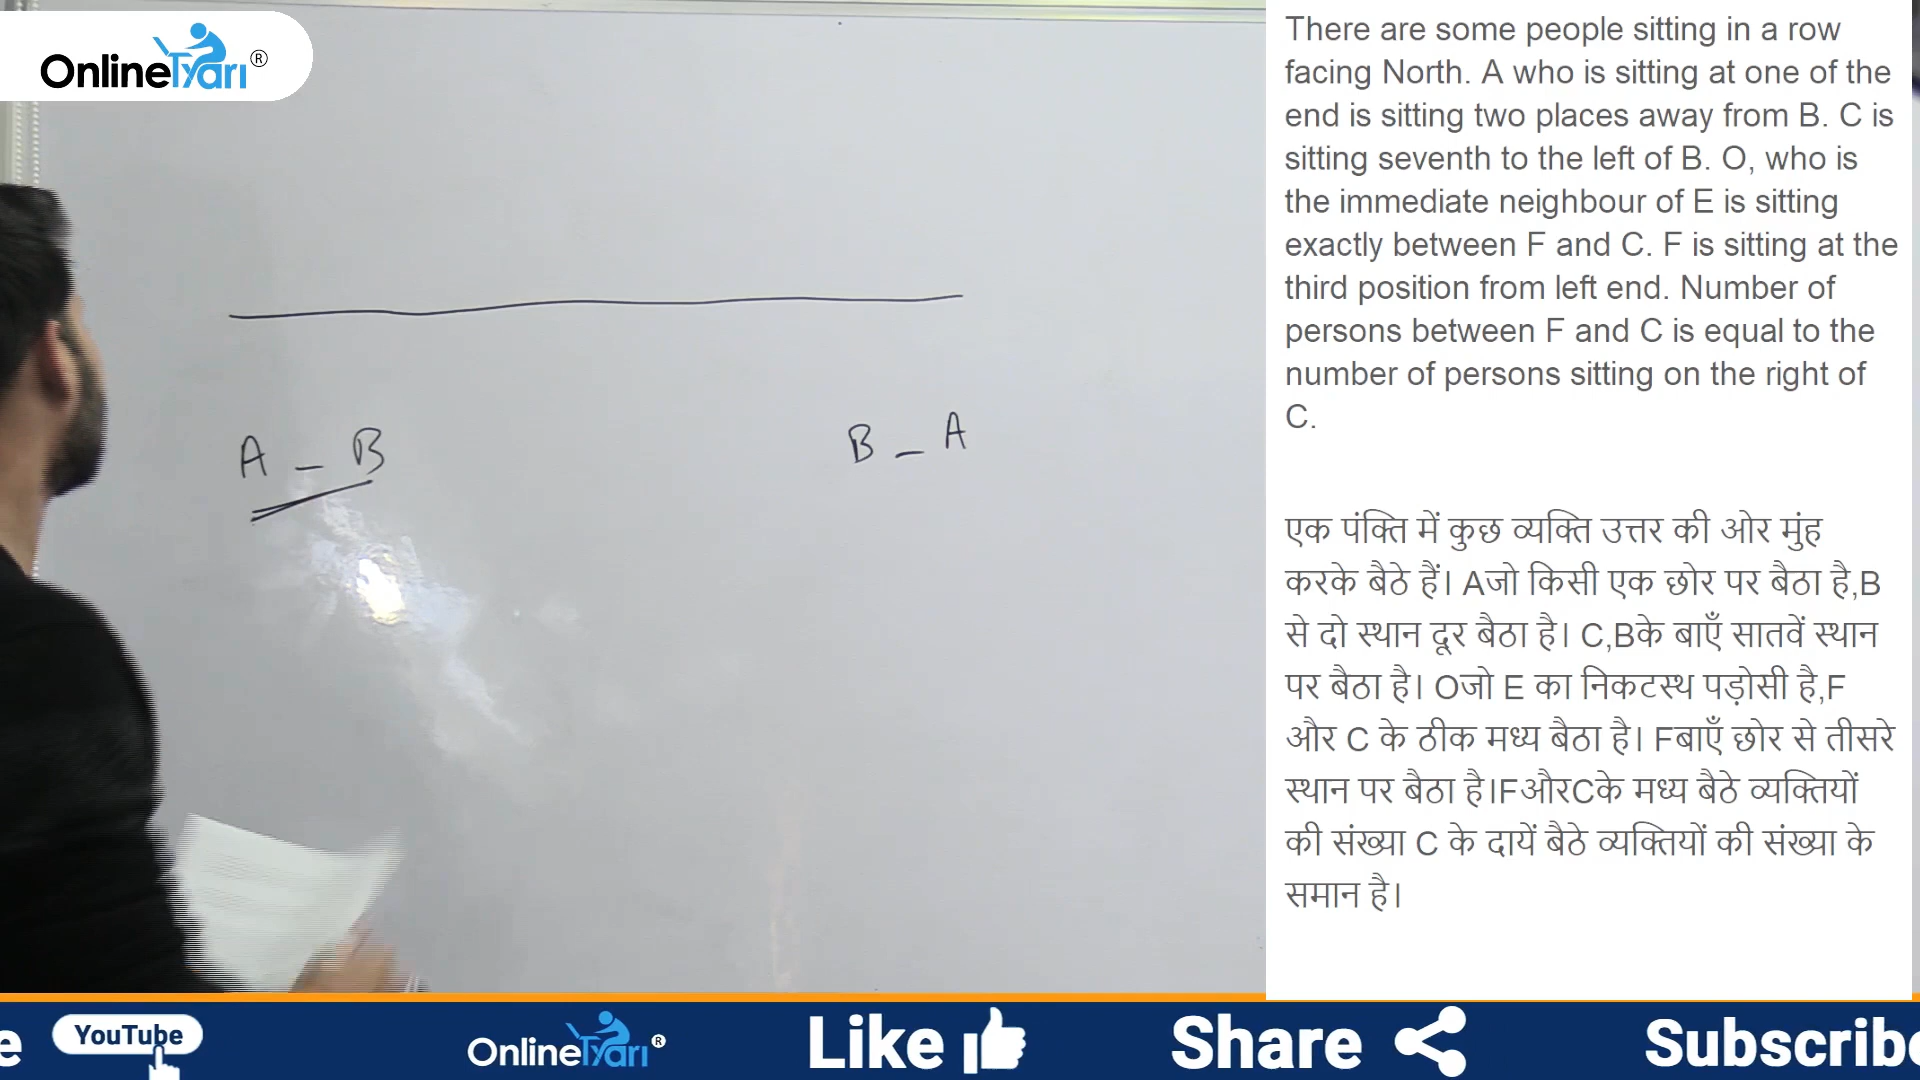 OnlineTyari®
There are some people sitting in a row
facing North. A who is sitting at one of the
end is sitting two places away from B. C is
sitting seventh to the left of B. O, who is
the immediate neighbour of E is sitting
exactly between F and C. F is sitting at the
third position from left end. Number of
persons between F and C is equal to the
number of persons sitting on the right of
C.
एक पंक्ति में कुछ व्यक्ति उत्तर की ओर मुंह
करके बैठे हैं। Aजो किसी एक छोर पर बैठा है,B
से दो स्थान दूर बैठा है। C,Bके बाएँ सातवें स्थान
पर बैठा है। Oजो E का निकटस्थ पड़ोसी है,F
और C के ठीक मध्य बैठा है। Fबाएँ छोर से तीसरे
स्थान पर बैठा है।FऔरCके मध्य बैठे व्यक्तियों
की संख्या C के दायें बैठे व्यक्तियों की संख्या के
समान है।
A _ B
B _ A
e YouTube OnlineTyari® Like Share Subscribe